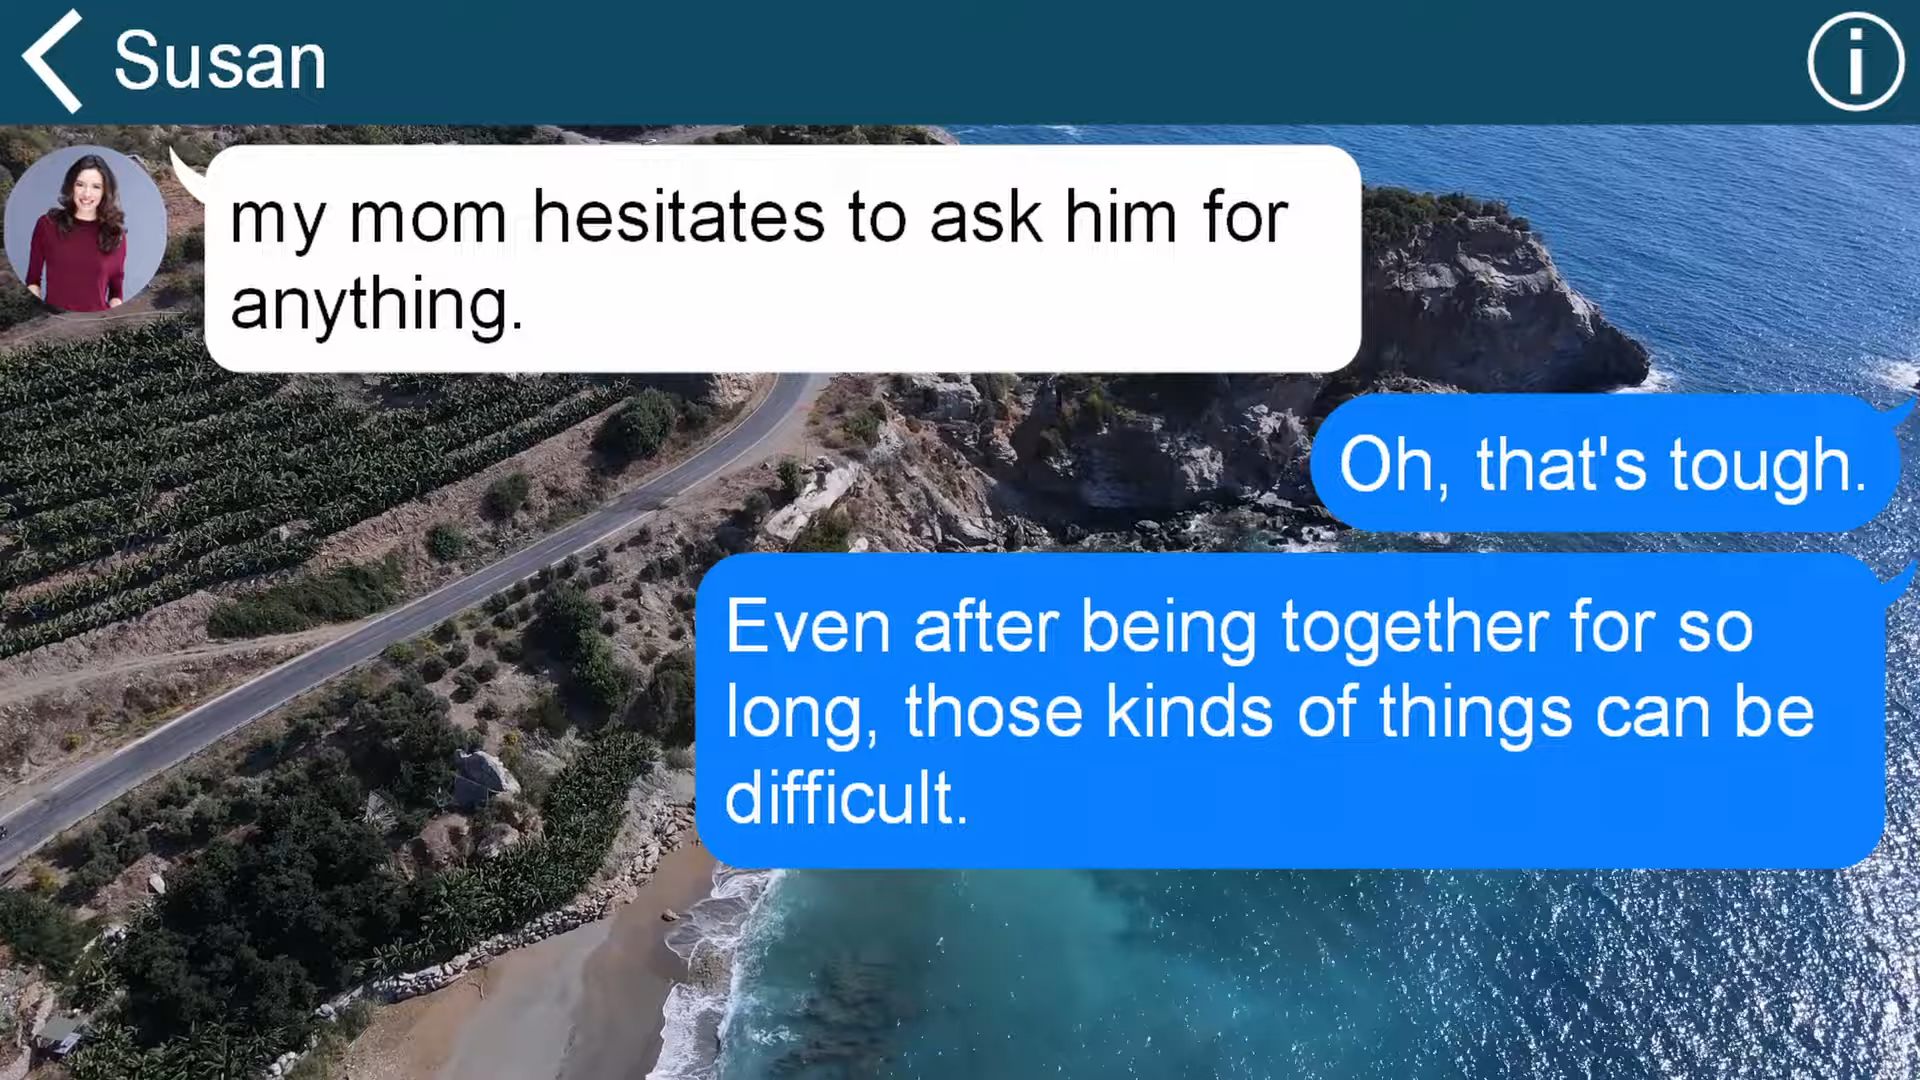 Susan
my mom hesitates to ask him for
anything.
Oh, that's tough.
Even after being together for so
long, those kinds of things can be
difficult.